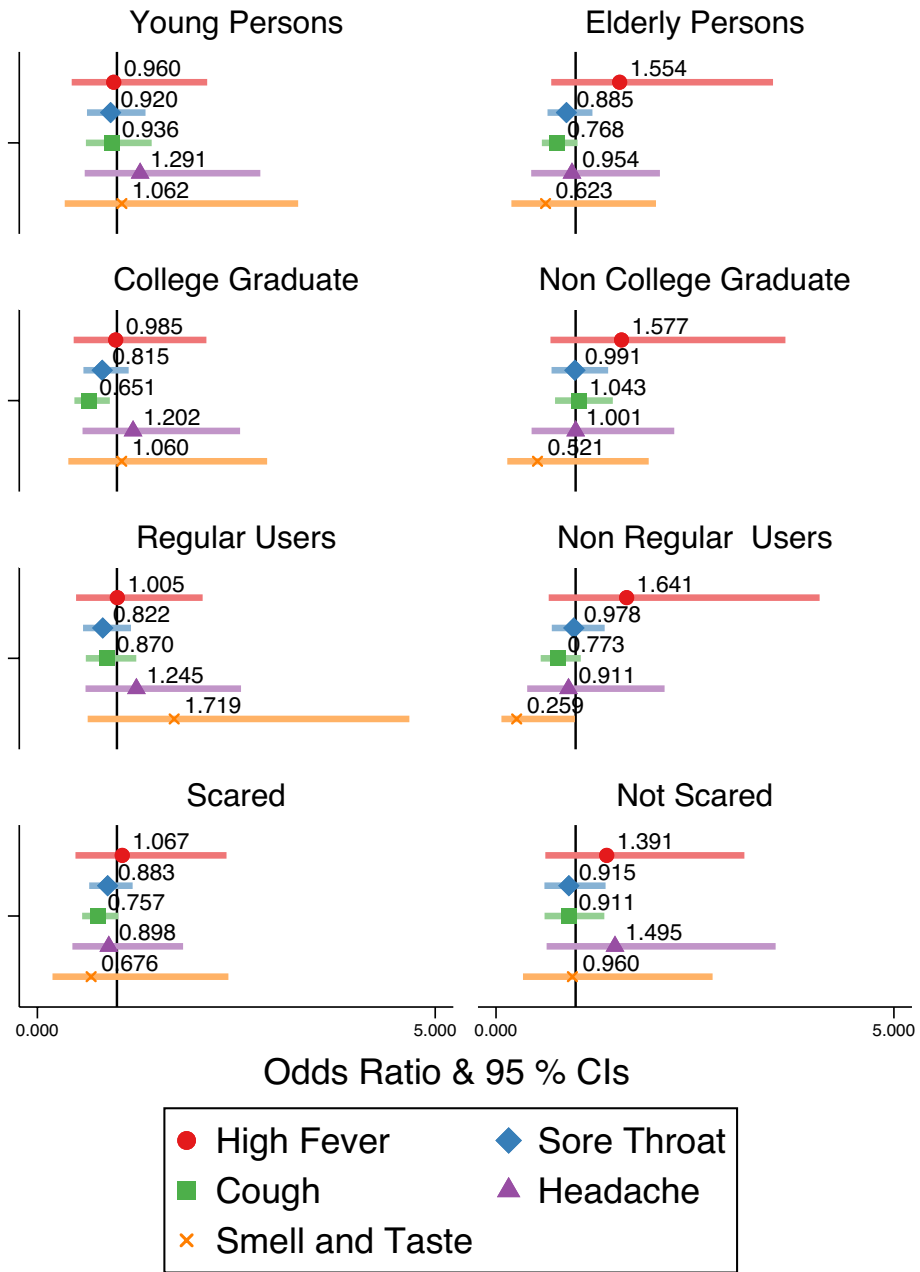 Young Persons Elderly Persons
0.960 1.554
0.920 0.885
0.936 0.768
1.291 0.954
1.062 0.623
College Graduate Non College Graduate
0.985 1.577
0.815 0.991
0.651 1.043
1.202 1.001
1.060 0.521
Regular Users Non Regular Users
1.005 1.641
0.822 0.978
0.870 0.773
1.245 0.911
1.719 0.259
Scared Not Scared
1.067 1.391
0.883 0.915
0.757 0.911
0.898 1.495
0.676 0.960
0.000 5.000 0.000 5.000
Odds Ratio & 95 % CIs
High Fever Sore Throat
Cough Headache
Smell and Taste